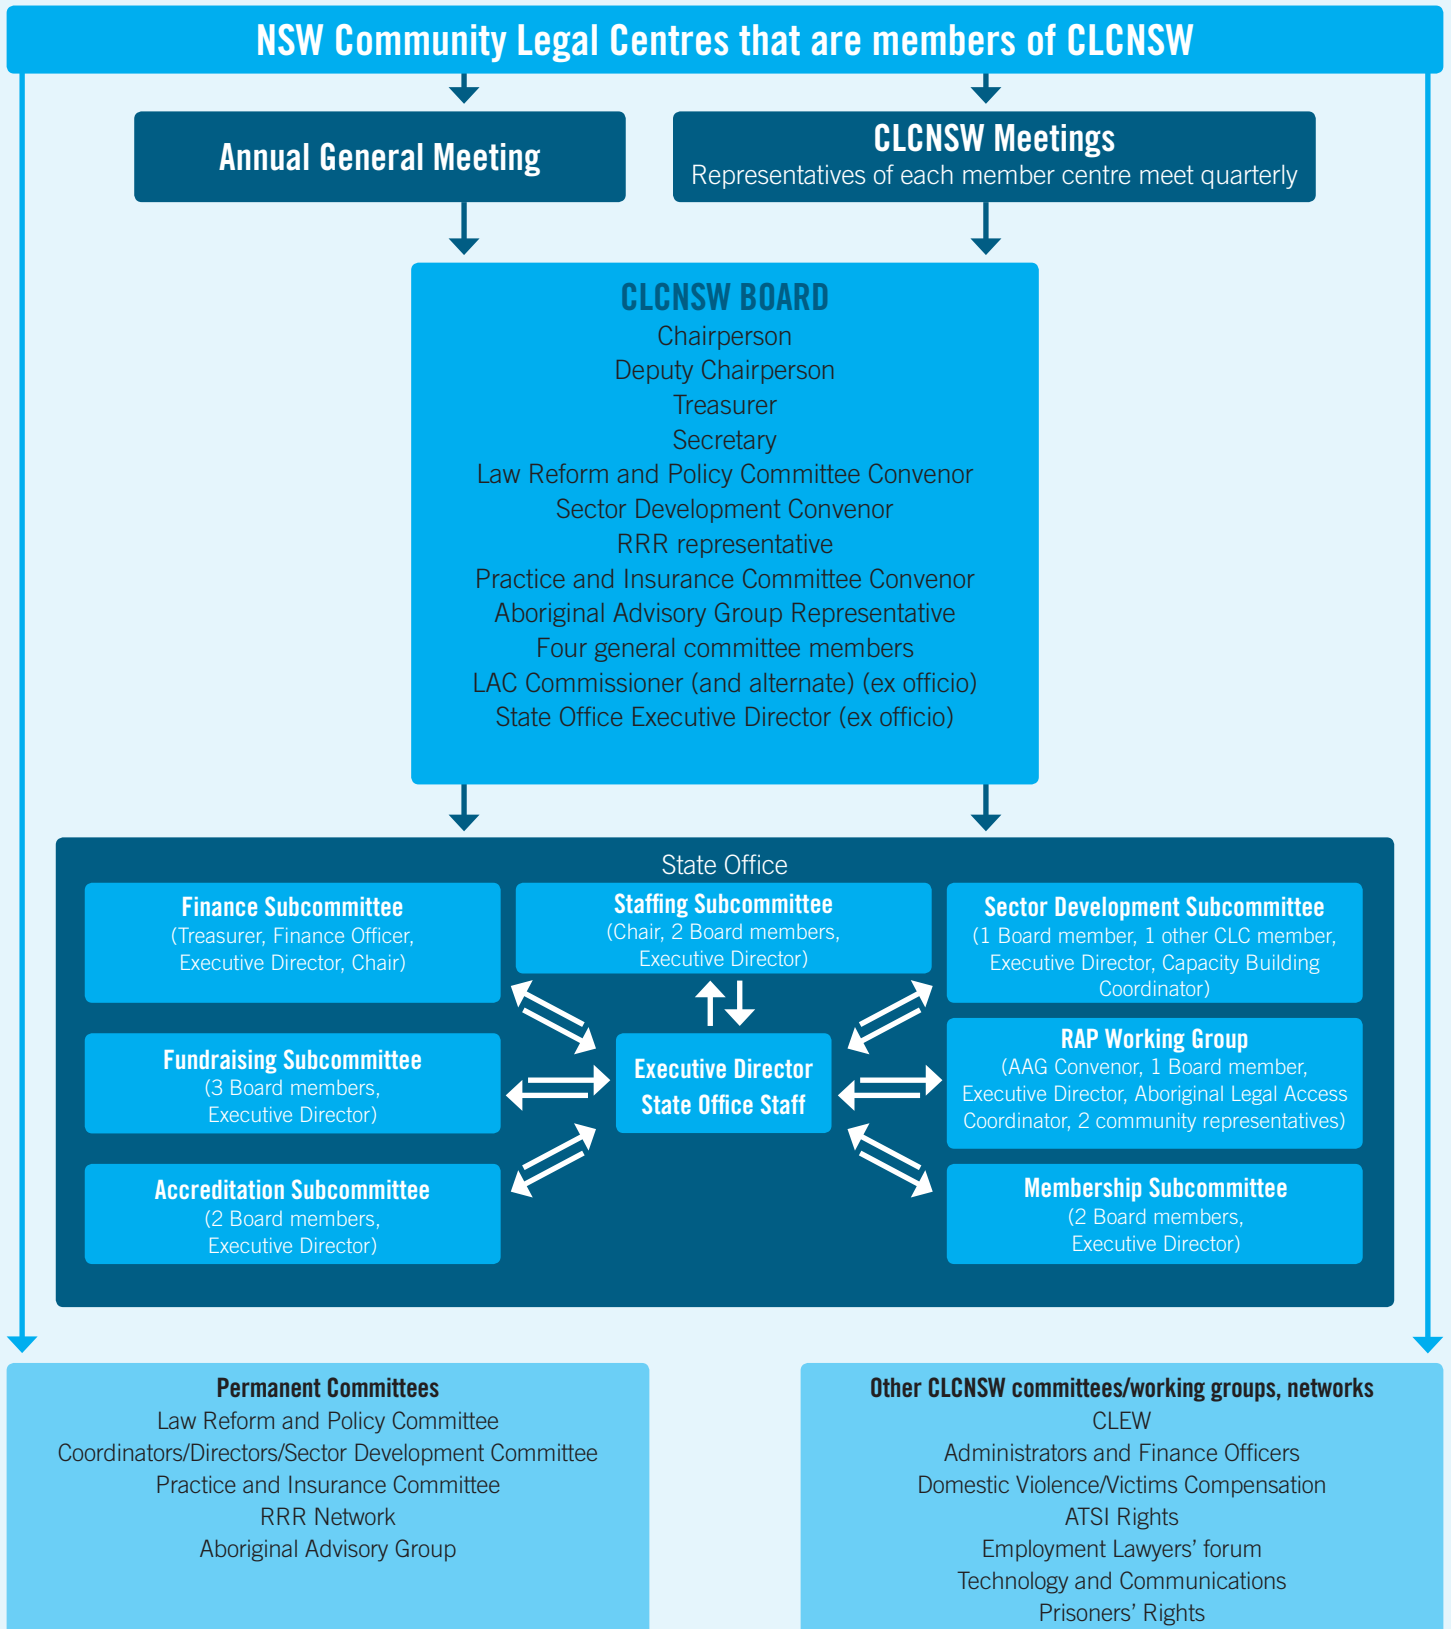 NSW Community Legal Centres that are members of CLCNSW
Annual General Meeting
CLCNSW Meetings
Representatives of each member centre meet quarterly
CLCNSW BOARD
Chairperson
Deputy Chairperson
Treasurer
Secretary
Law Reform and Policy Committee Convenor
Sector Development Convenor
RRR representative
Practice and Insurance Committee Convenor
Aboriginal Advisory Group Representative
Four general committee members
LAC Commissioner (and alternate) (ex officio)
State Office Executive Director (ex officio)
State Office
Finance Subcommittee
(Treasurer, Finance Officer,
Executive Director, Chair)
Staffing Subcommittee
(Chair, 2 Board members,
Executive Director)
Sector Development Subcommittee
(1 Board member, 1 other CLC member,
Executive Director, Capacity Building
Coordinator)
Fundraising Subcommittee
(3 Board members,
Executive Director)
Executive Director
State Office Staff
RAP Working Group
(AAG Convenor, 1 Board member,
Executive Director, Aboriginal Legal Access
Coordinator, 2 community representatives)
Accreditation Subcommittee
(2 Board members,
Executive Director)
Membership Subcommittee
(2 Board members,
Executive Director)
Permanent Committees
Law Reform and Policy Committee
Coordinators/Directors/Sector Development Committee
Practice and Insurance Committee
RRR Network
Aboriginal Advisory Group
Other CLCNSW committees/working groups, networks
CLEW
Administrators and Finance Officers
Domestic Violence/Victims Compensation
ATSI Rights
Employment Lawyers’ forum
Technology and Communications
Prisoners’ Rights